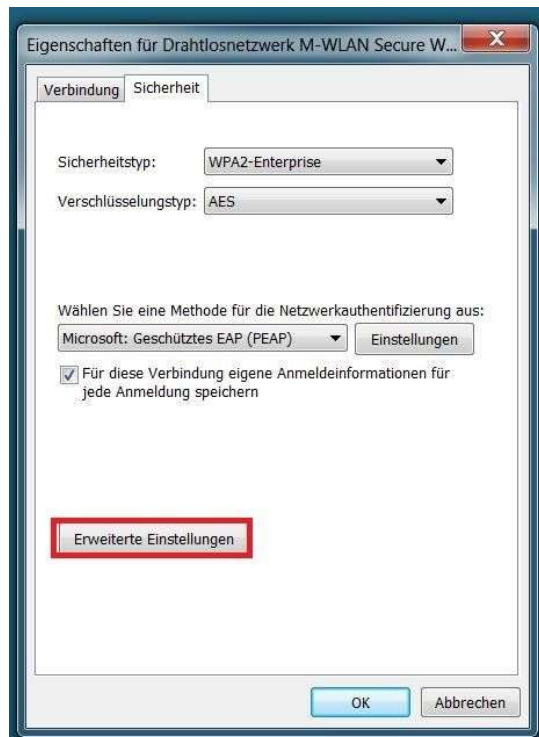 Eigenschaften für Drahtlosnetzwerk M-WLAN Secure W...
Verbindung
Sicherheit
Sicherheitstyp:
WPA2-Enterprise
Verschlüsselungstyp:
AES
Wählen Sie eine Methode für die Netzwerkauthentifizierung aus:
Microsoft: Geschütztes EAP (PEAP)
Einstellungen
Für diese Verbindung eigene Anmeldeinformationen für
jede Anmeldung speichern
Erweiterte Einstellungen
OK
Abbrechen